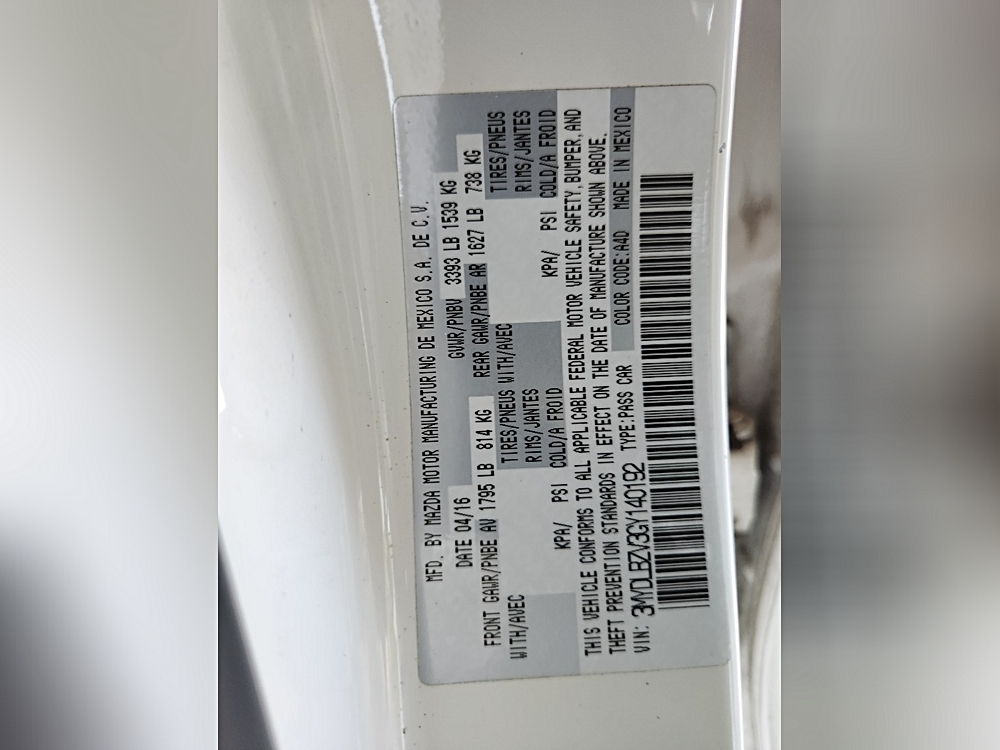 MFD. BY MAZDA MOTOR MANUFACTURING DE MEXICO S.A. DE C.V.
DATE 04/16 GVWR/PNBV 3393 LB 1539 KG
FRONT GAWR/PNBE AV 1795 LB 814 KG REAR GAWR/PNBE AR 1627 LB 738 KG
WITH/AVEC TIRES/PNEUS WITH/AVEC TIRES/PNEUS
RIMS/JANTES RIMS/JANTES
KPA/ PSI COLD/A FROID KPA/ PSI COLD/A FROID
THIS VEHICLE CONFORMS TO ALL APPLICABLE FEDERAL MOTOR VEHICLE SAFETY, BUMPER, AND
THEFT PREVENTION STANDARDS IN EFFECT ON THE DATE OF MANUFACTURE SHOWN ABOVE.
VIN: 3MYDLBZV3GY140192 TYPE:PASS CAR COLOR CODE:A4D MADE IN MEXICO